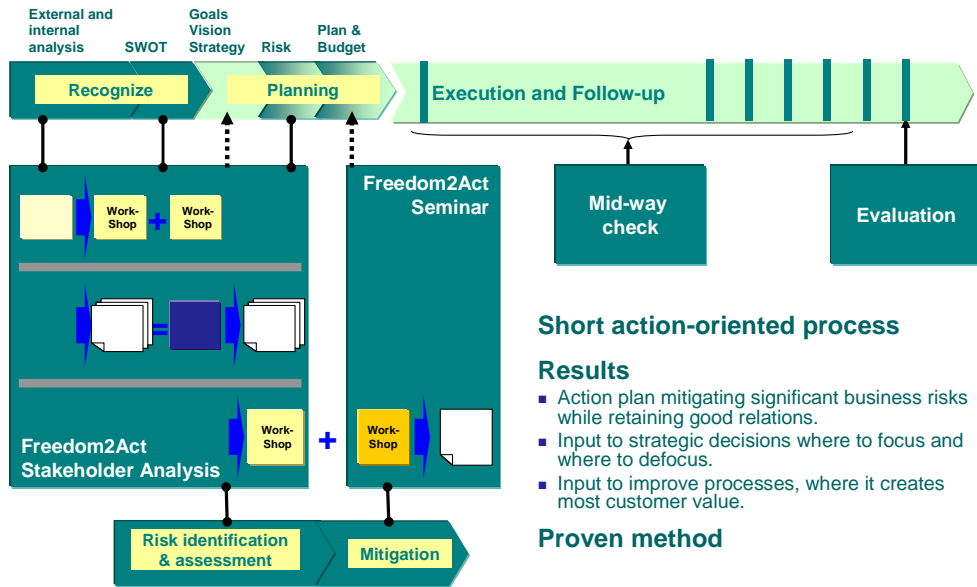 External and
internal
analysis
SWOT
Goals
Vision
Strategy
Risk
Plan &
Budget
Recognize
Planning
Execution and Follow-up
Freedom2Act
Seminar
Mid-way
check
Evaluation
Work-
Shop
+
Work-
Shop
=
Short action-oriented process
Results
Action plan mitigating significant business risks
while retaining good relations.
Input to strategic decisions where to focus and
where to defocus.
Input to improve processes, where it creates
most customer value.
Proven method
Freedom2Act
Stakeholder Analysis
Work-
Shop
+
Work-
Shop
Risk identification
& assessment
Mitigation